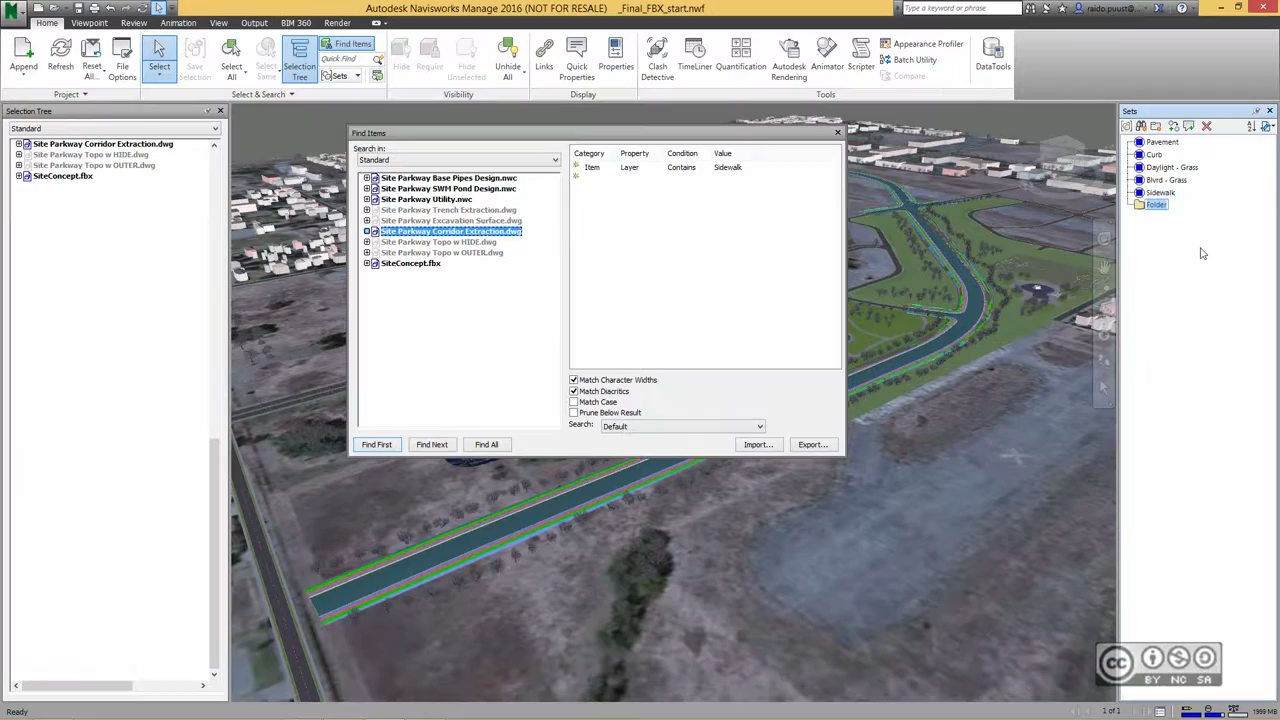 Autodesk Navisworks Manage 2016 (NOT FOR RESALE) _Final_FBX_start.nwf
Type a keyword or phrase
raido.puust@...
Home Viewpoint Review Animation View Output BIM 360 Render
Append
Refresh
Reset All...
File Options
Project
Select
Save Selection
Select All
Select Same
Selection Tree
Find Items
Quick Find
Sets
Select & Search
Hide
Require
Hide Unselected
Unhide All
Visibility
Links
Quick Properties
Properties
Display
Clash Detective
TimeLiner
Quantification
Autodesk Rendering
Animator
Scripter
Appearance Profiler
Batch Utility
Compare
Tools
DataTools
Selection Tree
Standard
Site Parkway Corridor Extraction.dwg
Site Parkway Topo w HIDE.dwg
Site Parkway Topo w OUTER.dwg
SiteConcept.fbx
Find Items
Search in:
Standard
Site Parkway Base Pipes Design.nwc
Site Parkway SWM Pond Design.nwc
Site Parkway Utility.nwc
Site Parkway Trench Extraction.dwg
Site Parkway Excavation Surface.dwg
Site Parkway Corridor Extraction.dwg
Site Parkway Topo w HIDE.dwg
Site Parkway Topo w OUTER.dwg
SiteConcept.fbx
Category Property Condition Value
Item Layer Contains Sidewalk
Match Character Widths
Match Diacritics
Match Case
Prune Below Result
Search: Default
Find First Find Next Find All Import... Export...
Sets
Pavement
Curb
Daylight - Grass
Blvrd - Grass
Sidewalk
Folder
cc
BY NC SA
Ready
1 of 1
1999 MB